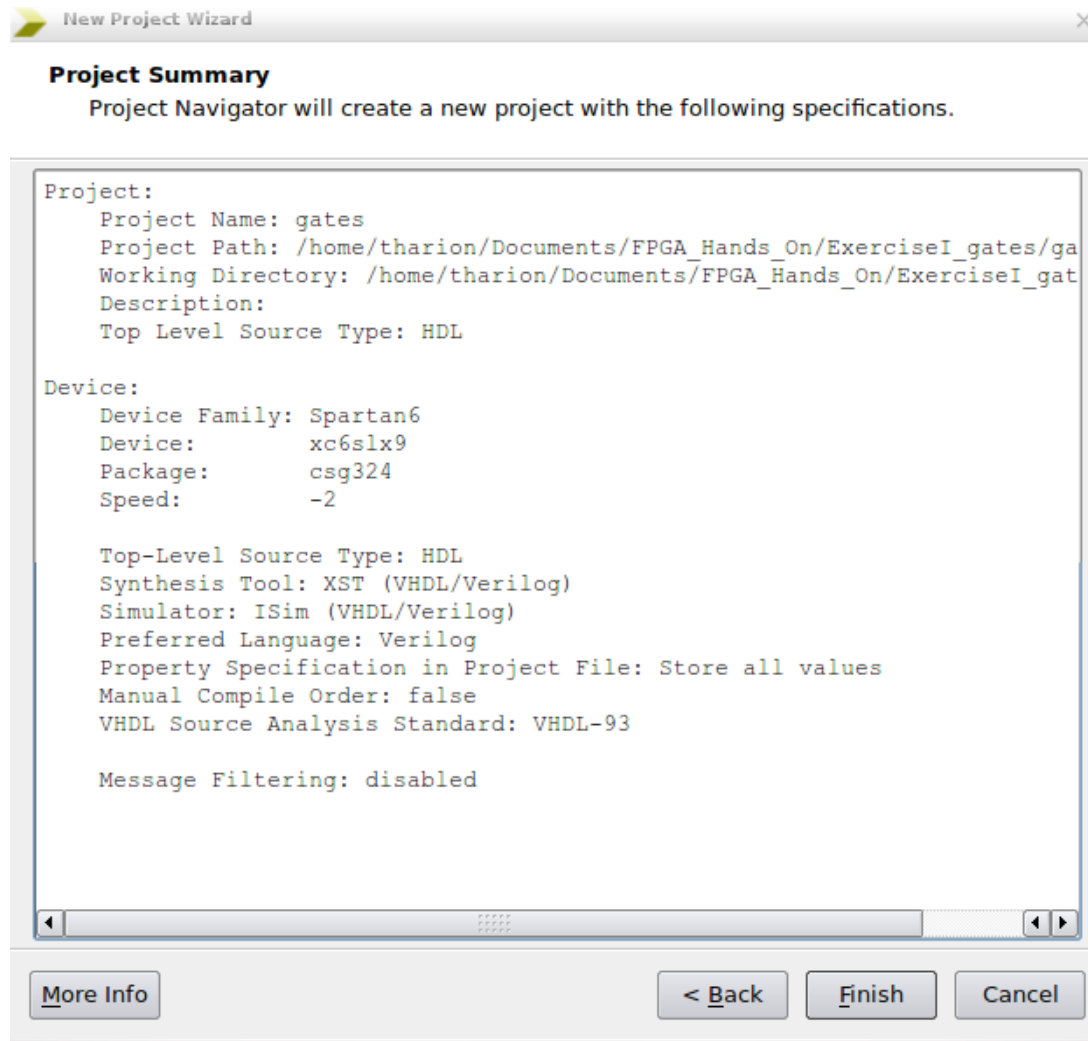 New Project Wizard
Project Summary
Project Navigator will create a new project with the following specifications.
Project:
Project Name: gates
Project Path: /home/tharion/Documents/FPGA_Hands_On/ExerciseI_gates/ga
Working Directory: /home/tharion/Documents/FPGA_Hands_On/ExerciseI_gat
Description:
Top Level Source Type: HDL
Device:
Device Family: Spartan6
Device: xc6slx9
Package: csg324
Speed: -2
Top-Level Source Type: HDL
Synthesis Tool: XST (VHDL/Verilog)
Simulator: ISim (VHDL/Verilog)
Preferred Language: Verilog
Property Specification in Project File: Store all values
Manual Compile Order: false
VHDL Source Analysis Standard: VHDL-93
Message Filtering: disabled
More Info < Back Finish Cancel